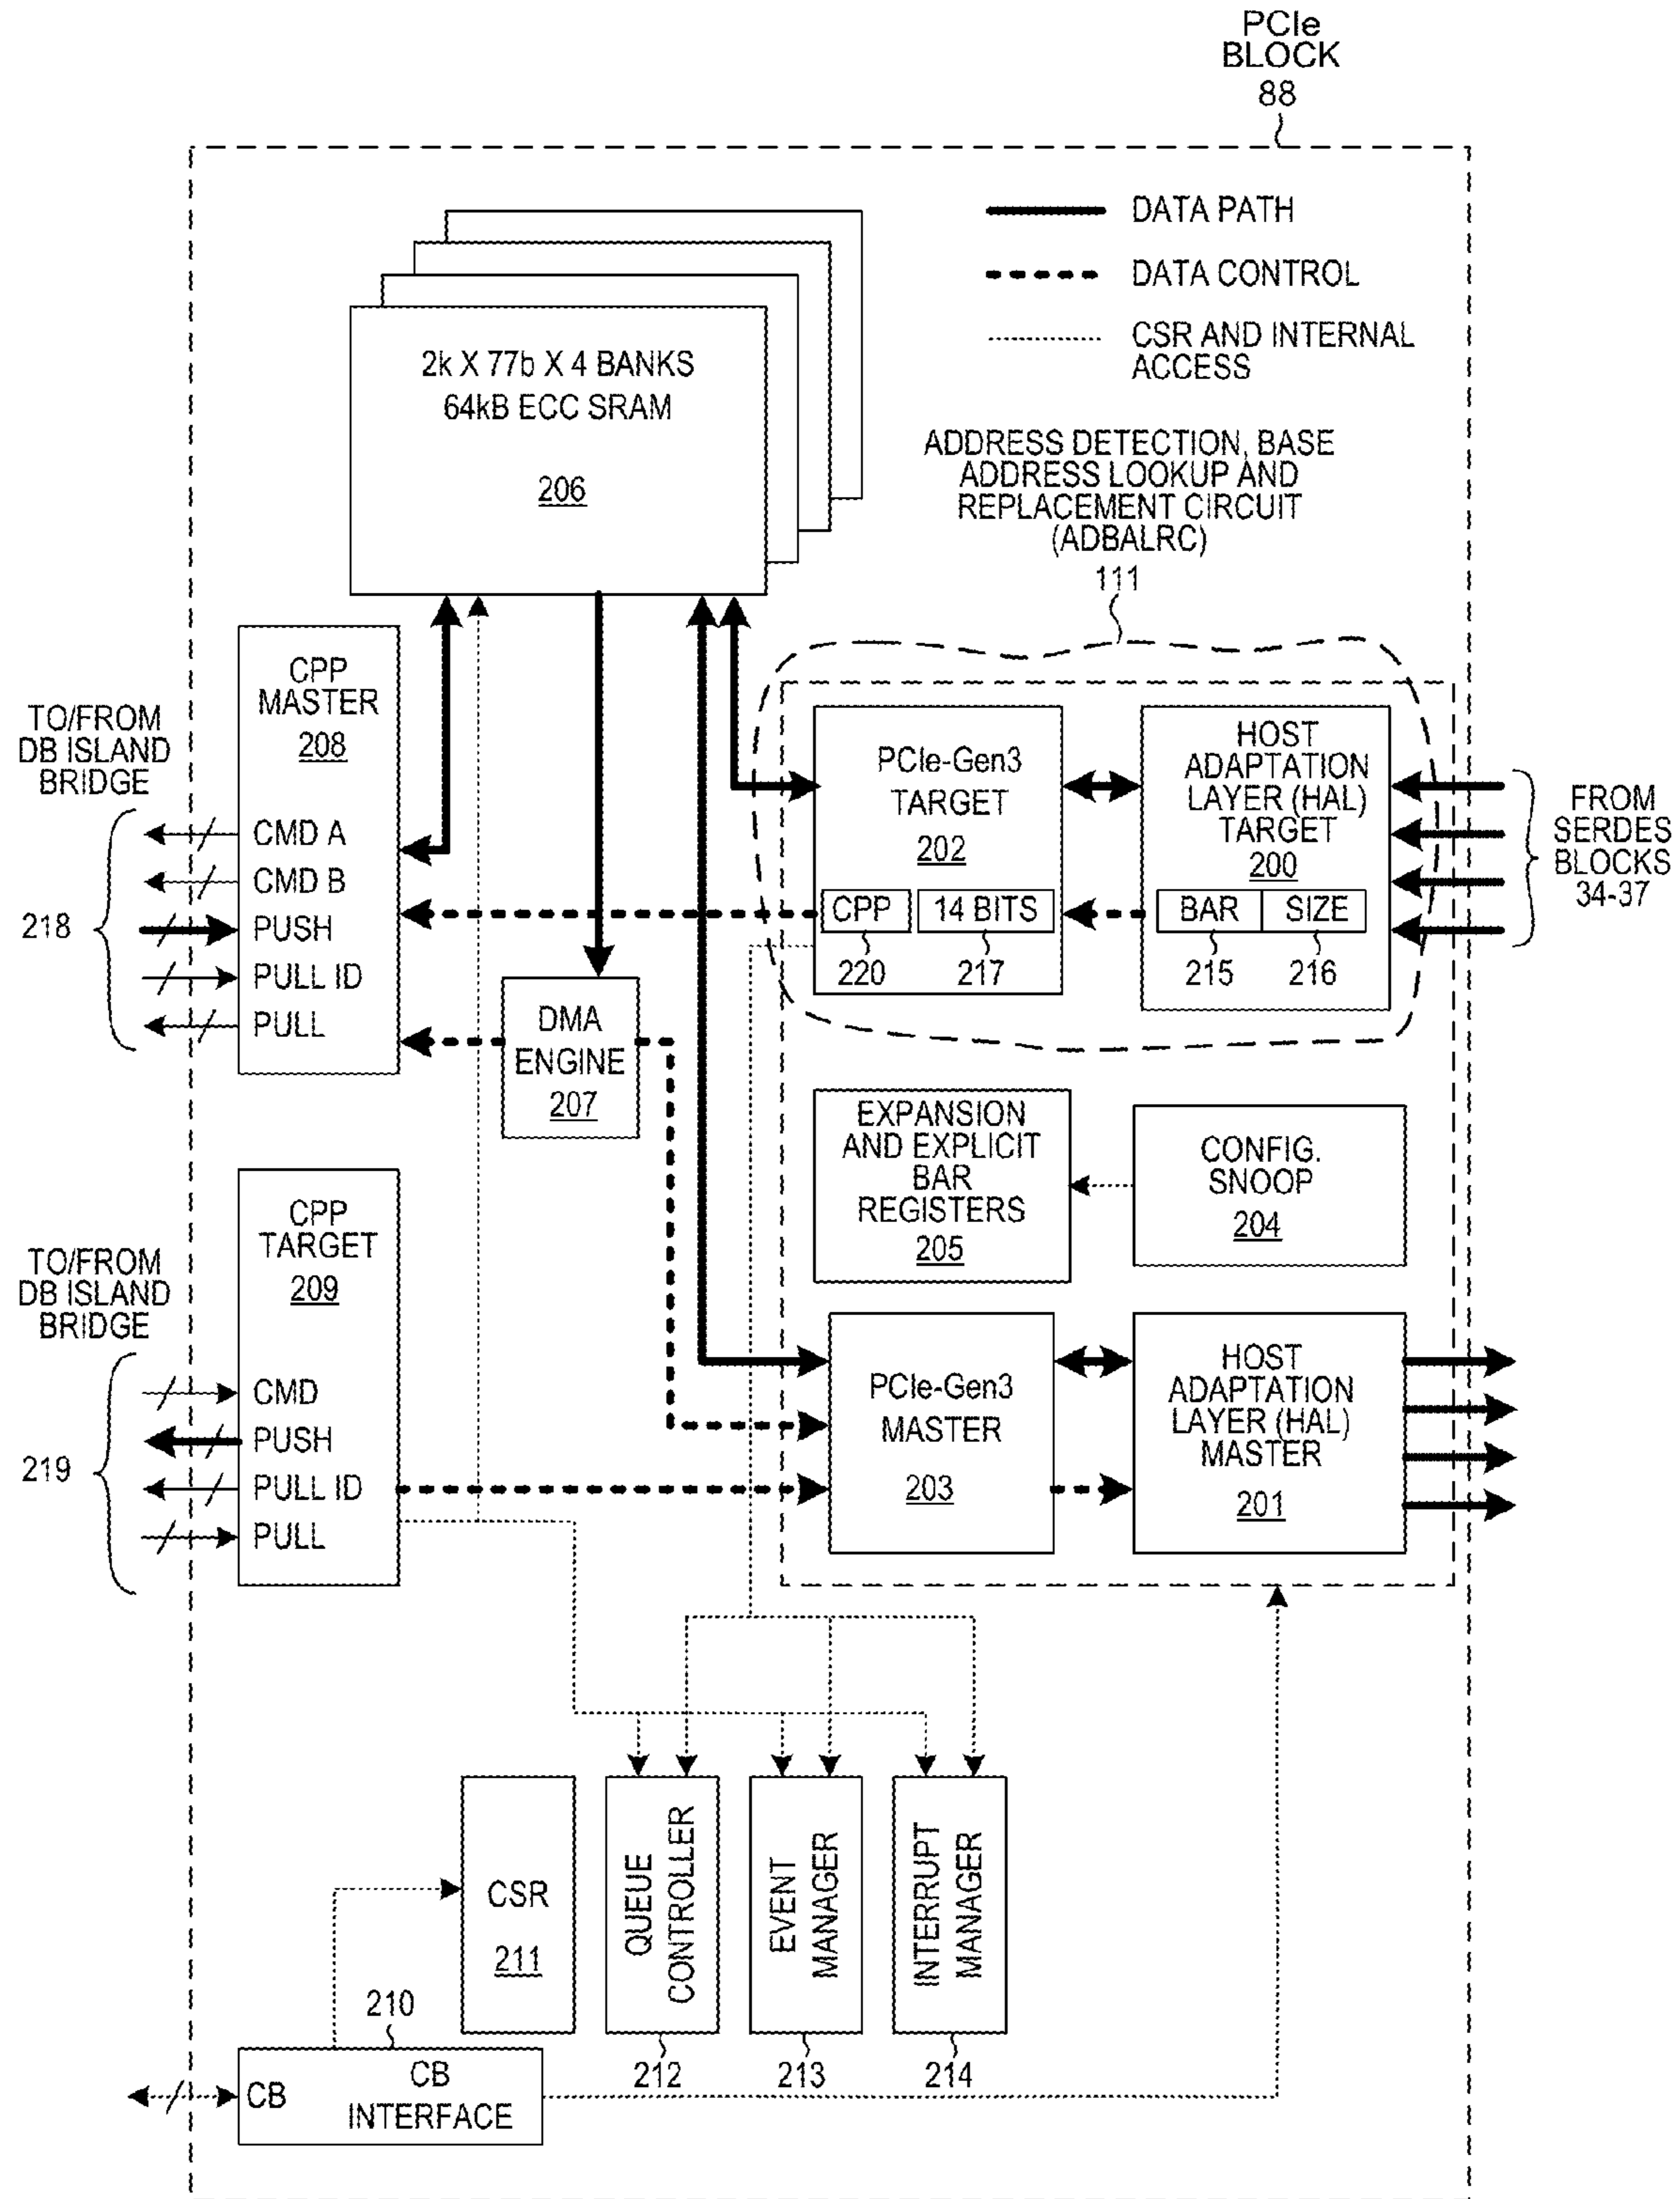 PCIe
BLOCK
88
DATA PATH
DATA CONTROL
CSR AND INTERNAL
ACCESS
2k X 77b X 4 BANKS
64kB ECC SRAM
206
ADDRESS DETECTION, BASE
ADDRESS LOOKUP AND
REPLACEMENT CIRCUIT
(ADBALRC)
111
CPP
MASTER
208
TO/FROM
DB ISLAND
BRIDGE
CMD A
CMD B
PUSH
PULL ID
PULL
218
PCIe-Gen3
TARGET
202
CPP
14 BITS
220
217
HOST
ADAPTATION
LAYER (HAL)
TARGET
200
BAR
SIZE
215
216
FROM
SERDES
BLOCKS
34-37
DMA
ENGINE
207
EXPANSION
AND EXPLICIT
BAR
REGISTERS
205
CONFIG.
SNOOP
204
CPP
TARGET
209
TO/FROM
DB ISLAND
BRIDGE
CMD
PUSH
PULL ID
PULL
219
PCIe-Gen3
MASTER
203
HOST
ADAPTATION
LAYER (HAL)
MASTER
201
CSR
211
QUEUE
CONTROLLER
EVENT
MANAGER
INTERRUPT
MANAGER
210
212
213
214
CB
CB
INTERFACE